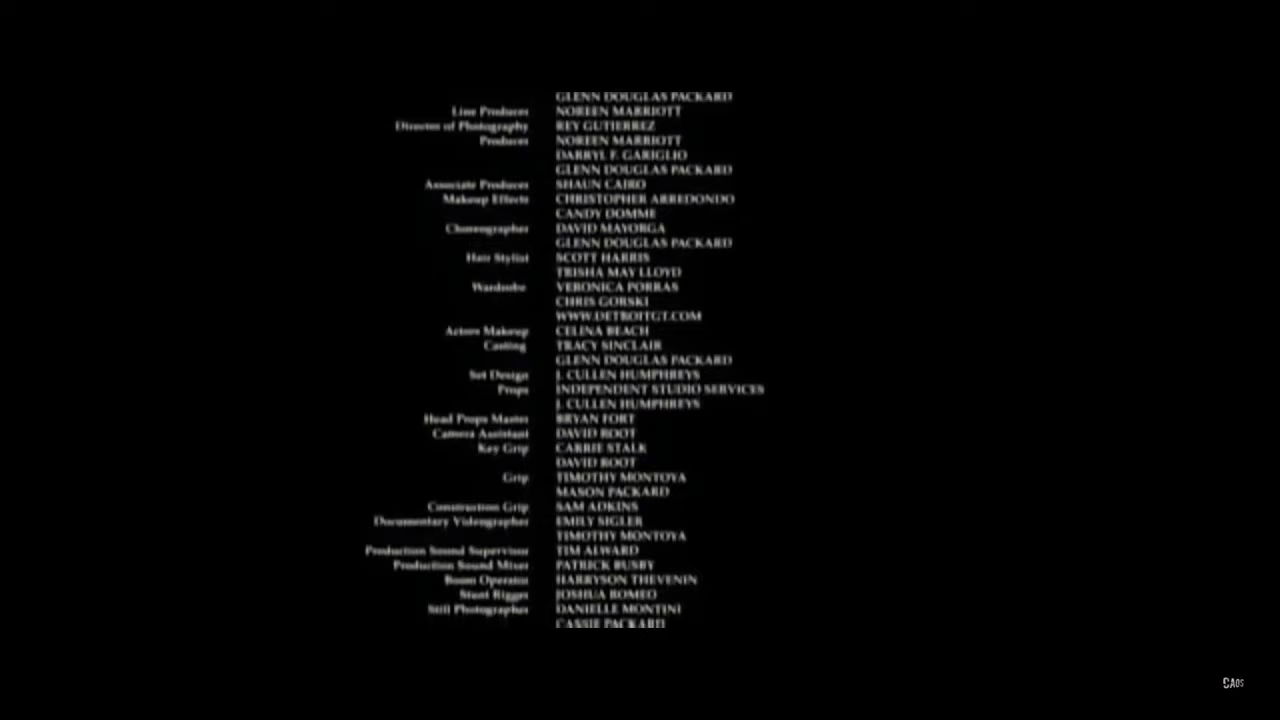 GLENN DOUGLAS PACKARD
Line Producer NOREEN MARRIOTT
Director of Photography REY GUTIERREZ
Producer NOREEN MARRIOTT
DARRYL F. GARIGLIO
GLENN DOUGLAS PACKARD
Associate Producer SHAUN CAIRO
Makeup Effects CHRISTOPHER ARREDONDO
CANDY DOMME
Choreographer DAVID MAYORGA
GLENN DOUGLAS PACKARD
Hair Stylist SCOTT HARRIS
TRISHA MAY LLOYD
Wardrobe VERONICA PORRAS
CHRIS GORSKI
WWW.DETROITGT.COM
Actors Makeup CELINA BEACH
Casting TRACY SINCLAIR
GLENN DOUGLAS PACKARD
Set Design J. CULLEN HUMPHREYS
Props INDEPENDENT STUDIO SERVICES
J. CULLEN HUMPHREYS
Head Props Master BRYAN FORT
Camera Assistant DAVID ROOT
Key Grip CARRIE STALK
DAVID ROOT
Grip TIMOTHY MONTOYA
MASON PACKARD
Construction Grip SAM ADKINS
Documentary Videographer EMILY SIGLER
TIMOTHY MONTOYA
Production Sound Supervisor TIM ALWARD
Production Sound Mixer PATRICK BUSBY
Boom Operator HARRYSON THEVENIN
Stunt Rigger JOSHUA ROMEO
Still Photographer DANIELLE MONTINI
CASSIE PACKARD
CAOS